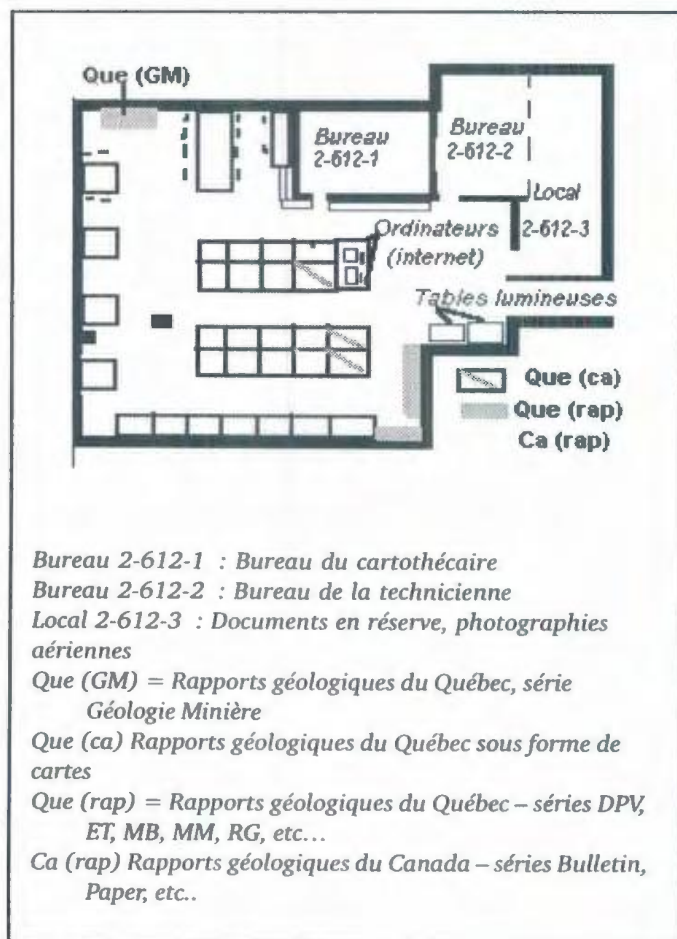 Que (GM)
Bureau
2-612-1
Bureau
2-612-2
Local
2-612-3
Ordinateurs
(internet)
Tables lumineuses
Que (ca)
Que (rap)
Ca (rap)
Bureau 2-612-1 : Bureau du cartothécaire
Bureau 2-612-2 : Bureau de la technicienne
Local 2-612-3 : Documents en réserve, photographies
aériennes
Que (GM) = Rapports géologiques du Québec, série
Géologie Minière
Que (ca) Rapports géologiques du Québec sous forme de
cartes
Que (rap) = Rapports géologiques du Québec – séries DPV,
ET, MB, MM, RG, etc...
Ca (rap) Rapports géologiques du Canada – séries Bulletin,
Paper, etc..